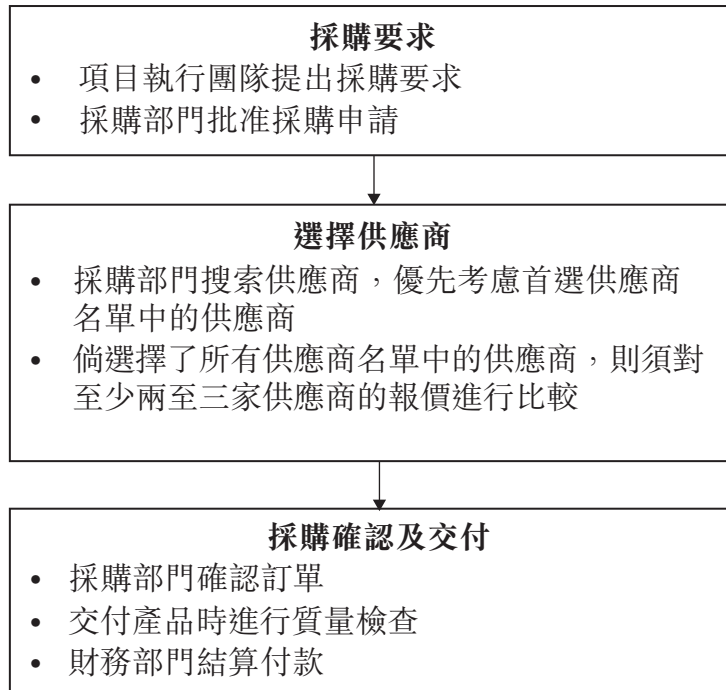 採購要求
• 項目執行團隊提出採購要求
• 採購部門批准採購申請
選擇供應商
• 採購部門搜索供應商，優先考慮首選供應商
名單中的供應商
• 倘選擇了所有供應商名單中的供應商，則須對
至少兩至三家供應商的報價進行比較
採購確認及交付
• 採購部門確認訂單
• 交付產品時進行質量檢查
• 財務部門結算付款